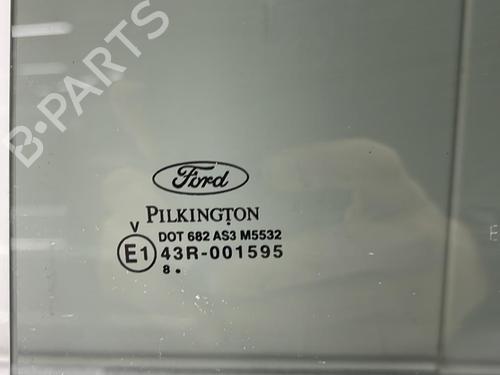 B-PARTS
Ford
PILKINGTON
V
DOT 682 AS3 M5532
E1 43R-001595
8 .
E